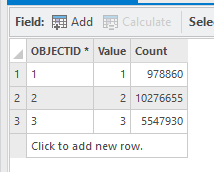 Field: Add Calculate Sele
OBJECTID * Value Count
1 1 1 978860
2 2 2 10276655
3 3 3 5547930
Click to add new row.